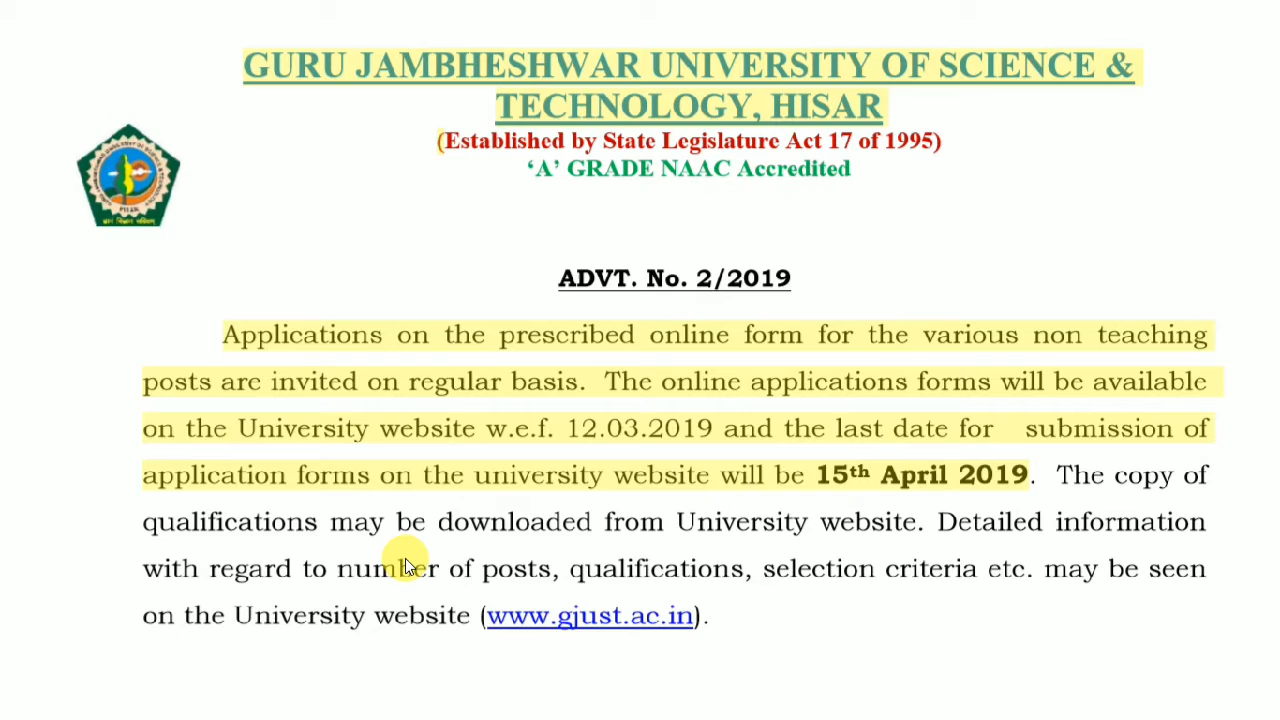 GURU JAMBHESHWAR UNIVERSITY OF SCIENCE &
TECHNOLOGY, HISAR
(Established by State Legislature Act 17 of 1995)
‘A’ GRADE NAAC Accredited
ADVT. No. 2/2019
Applications on the prescribed online form for the various non teaching
posts are invited on regular basis. The online applications forms will be available
on the University website w.e.f. 12.03.2019 and the last date for submission of
application forms on the university website will be 15th April 2019. The copy of
qualifications may be downloaded from University website. Detailed information
with regard to number of posts, qualifications, selection criteria etc. may be seen
on the University website (www.gjust.ac.in).